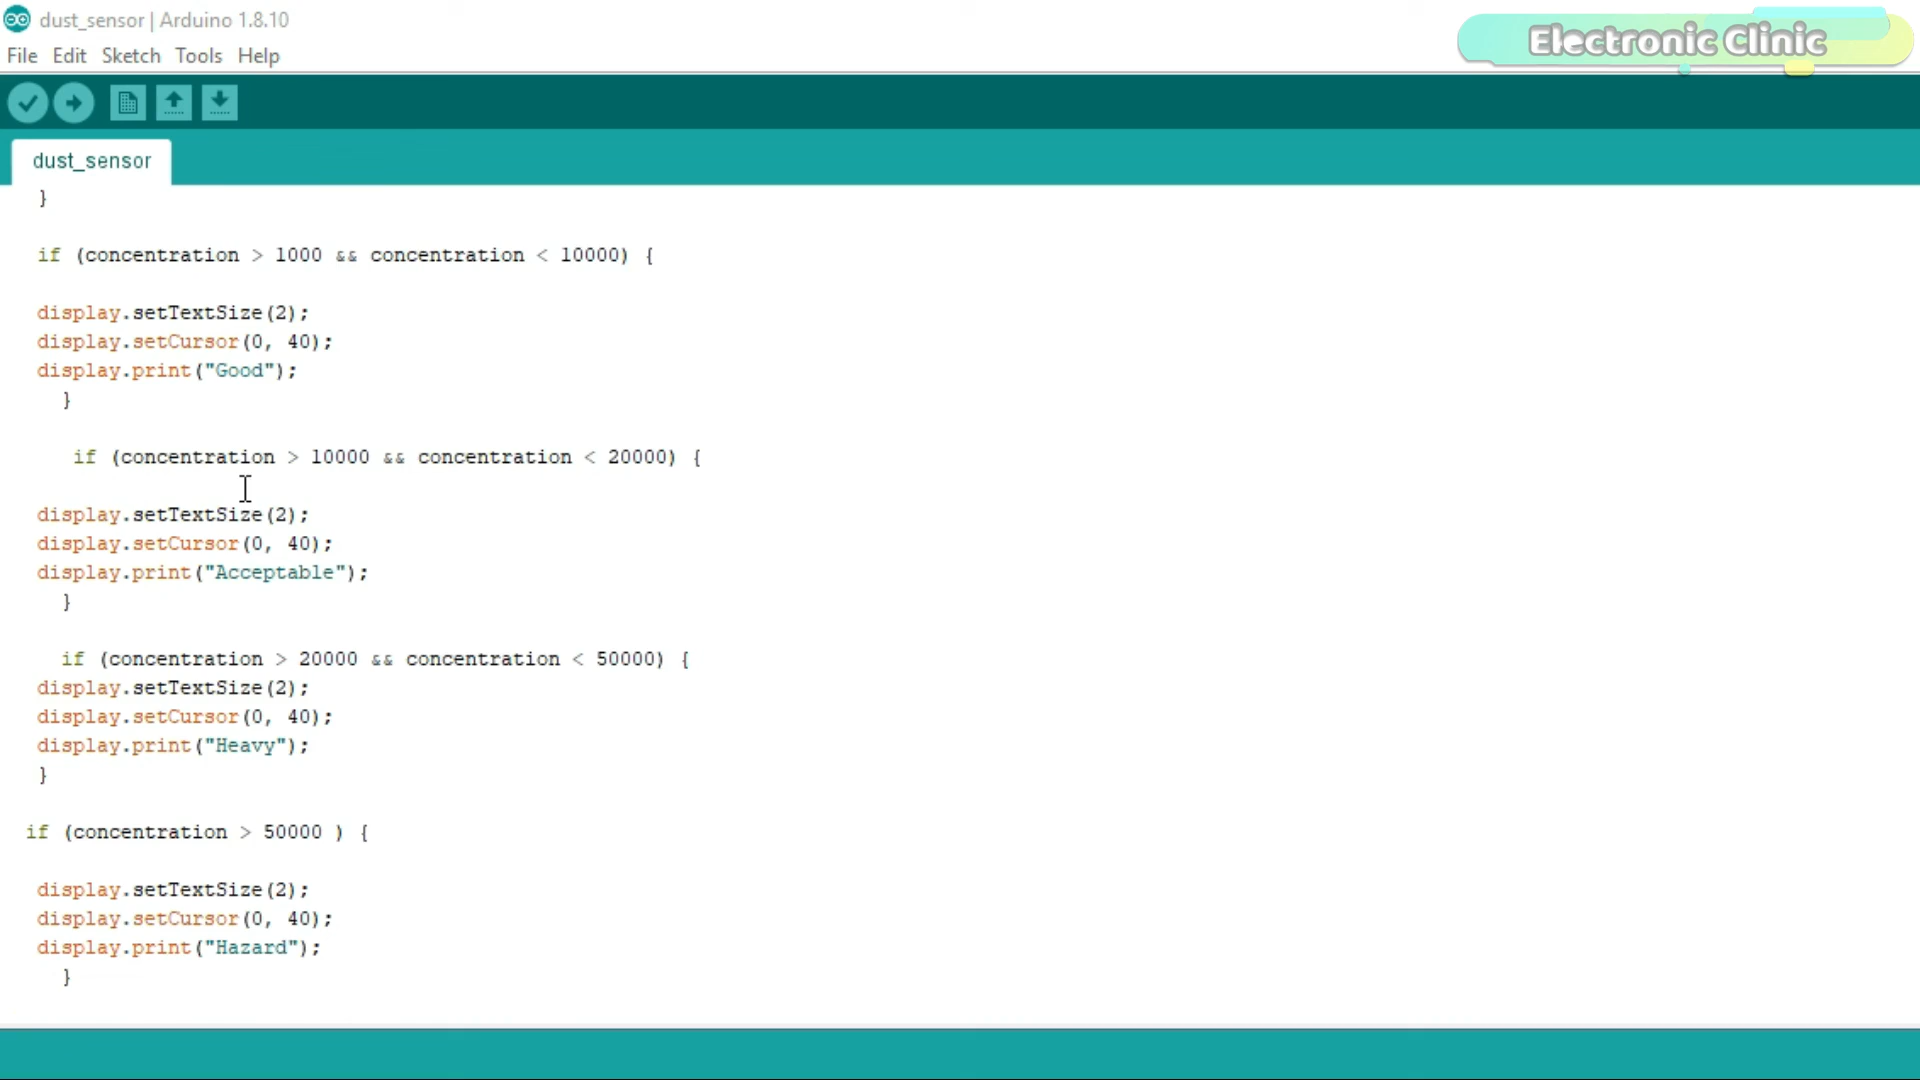 dust_sensor | Arduino 1.8.10
Electronic Clinic
File Edit Sketch Tools Help
dust_sensor
}
if (concentration > 1000 && concentration < 10000) {
display.setTextSize(2);
display.setCursor(0, 40);
display.print("Good");
}
if (concentration > 10000 && concentration < 20000) {
display.setTextSize(2);
display.setCursor(0, 40);
display.print("Acceptable");
}
if (concentration > 20000 && concentration < 50000) {
display.setTextSize(2);
display.setCursor(0, 40);
display.print("Heavy");
}
if (concentration > 50000 ) {
display.setTextSize(2);
display.setCursor(0, 40);
display.print("Hazard");
}